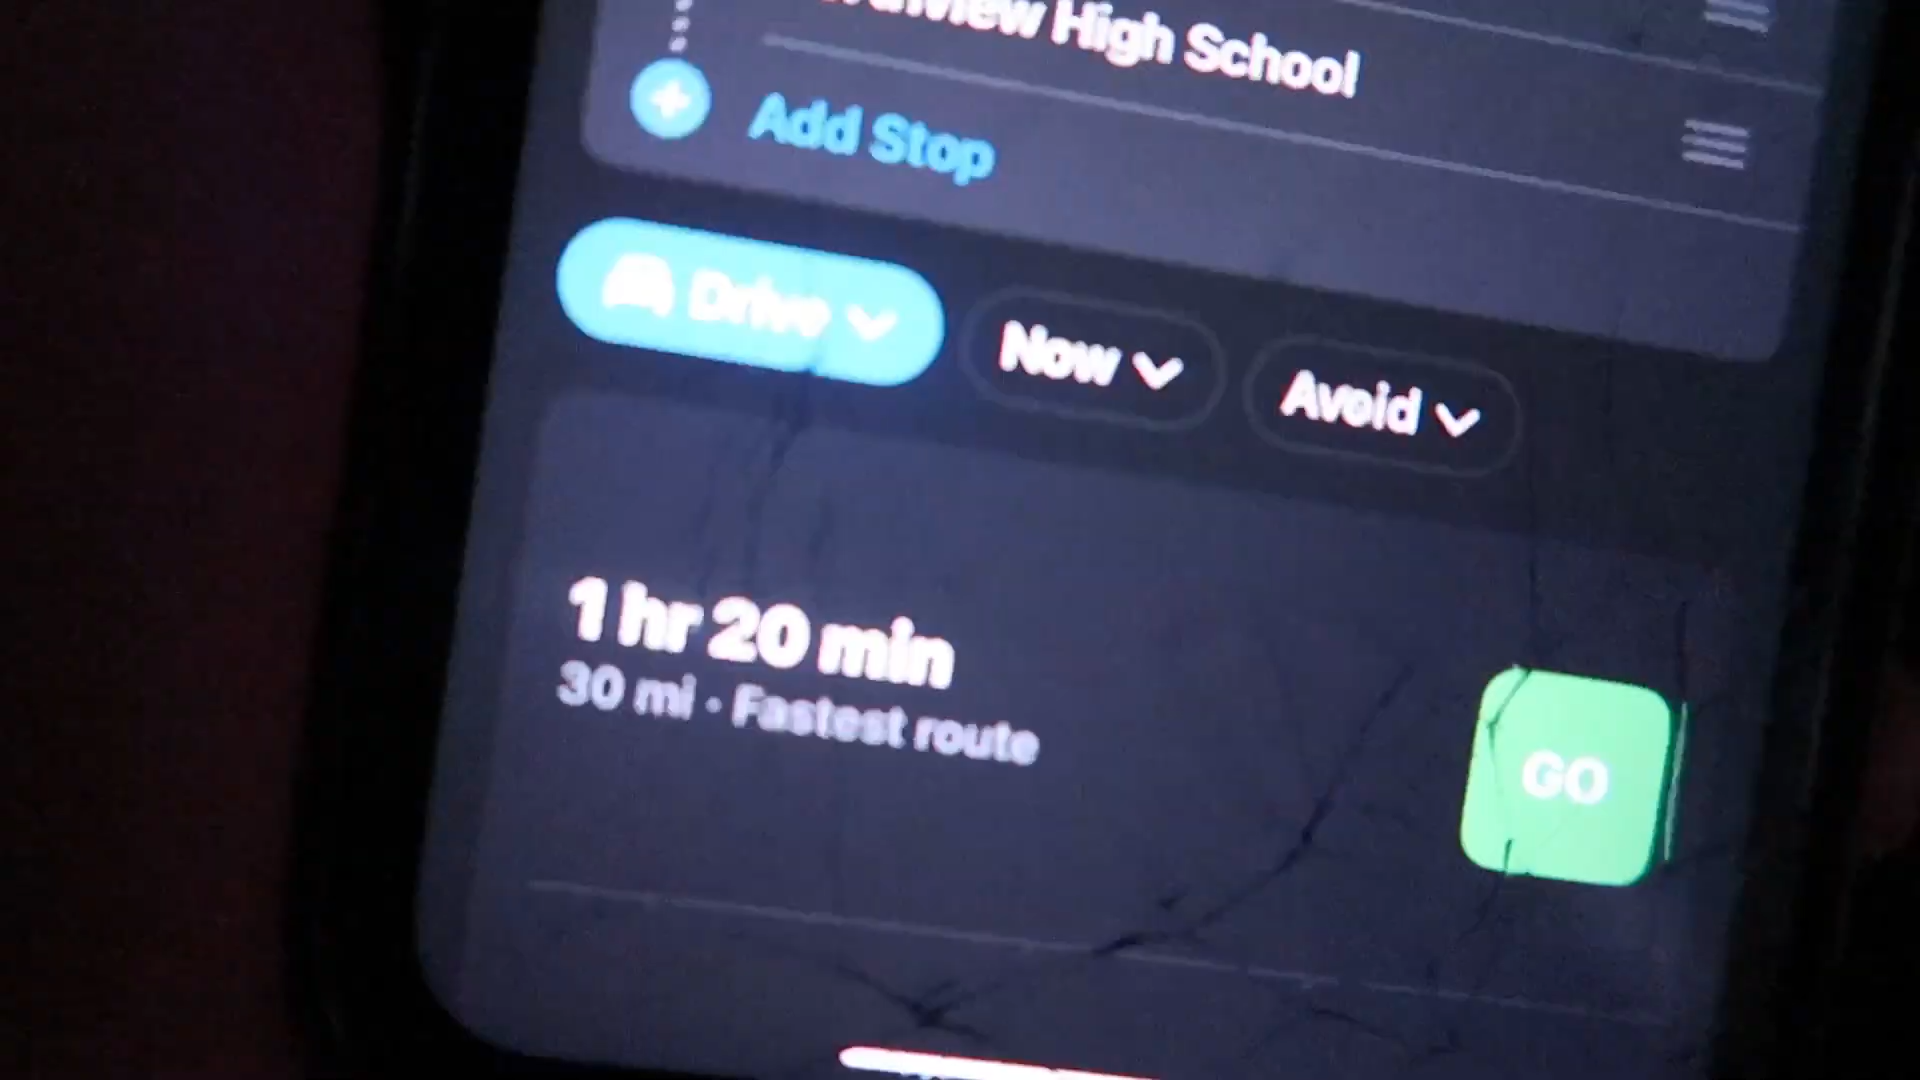 High School
Add Stop
Drive
Now
Avoid
1 hr 20 min
30 mi · Fastest route
GO